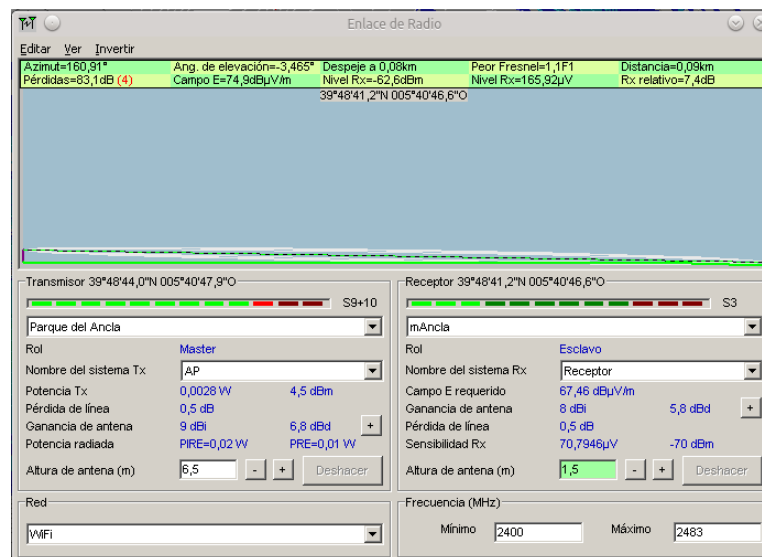 Enlace de Radio
Editar Ver Invertir
Azimut=160,91° Ang. de elevación=-3,465° Despeje a 0,08km Peor Fresnel=1,1F1 Distancia=0,09km
Pérdidas=83,1dB (4) Campo E=74,9dBµV/m Nivel Rx=-62,6dBm Nivel Rx=165,92µV Rx relativo=7,4dB
39°48'41,2"N 005°40'46,6"O
Transmisor 39°48'44,0"N 005°40'47,9"O
S9+10
Parque del Ancla
Rol Master
Nombre del sistema Tx AP
Potencia Tx 0,0028 W 4,5 dBm
Pérdida de línea 0,5 dB
Ganancia de antena 9 dBi 6,8 dBd +
Potencia radiada PIRE=0,02 W PRE=0,01 W
Altura de antena (m) 6,5 - + Deshacer
Receptor 39°48'41,2"N 005°40'46,6"O
S3
mAncla
Rol Esclavo
Nombre del sistema Rx Receptor
Campo E requerido 67,46 dBµV/m
Ganancia de antena 8 dBi 5,8 dBd +
Pérdida de línea 0,5 dB
Sensibilidad Rx 70,7946µV -70 dBm
Altura de antena (m) 1,5 - + Deshacer
Red
WiFi
Frecuencia (MHz)
Mínimo 2400 Máximo 2483